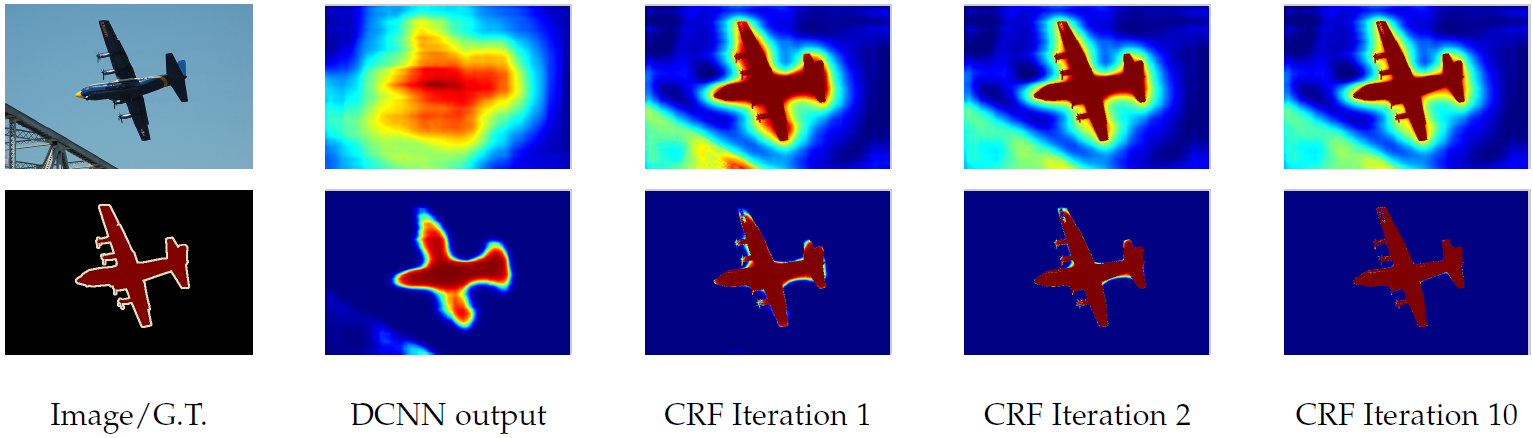 Image/G.T. DCNN output CRF Iteration 1 CRF Iteration 2 CRF Iteration 10